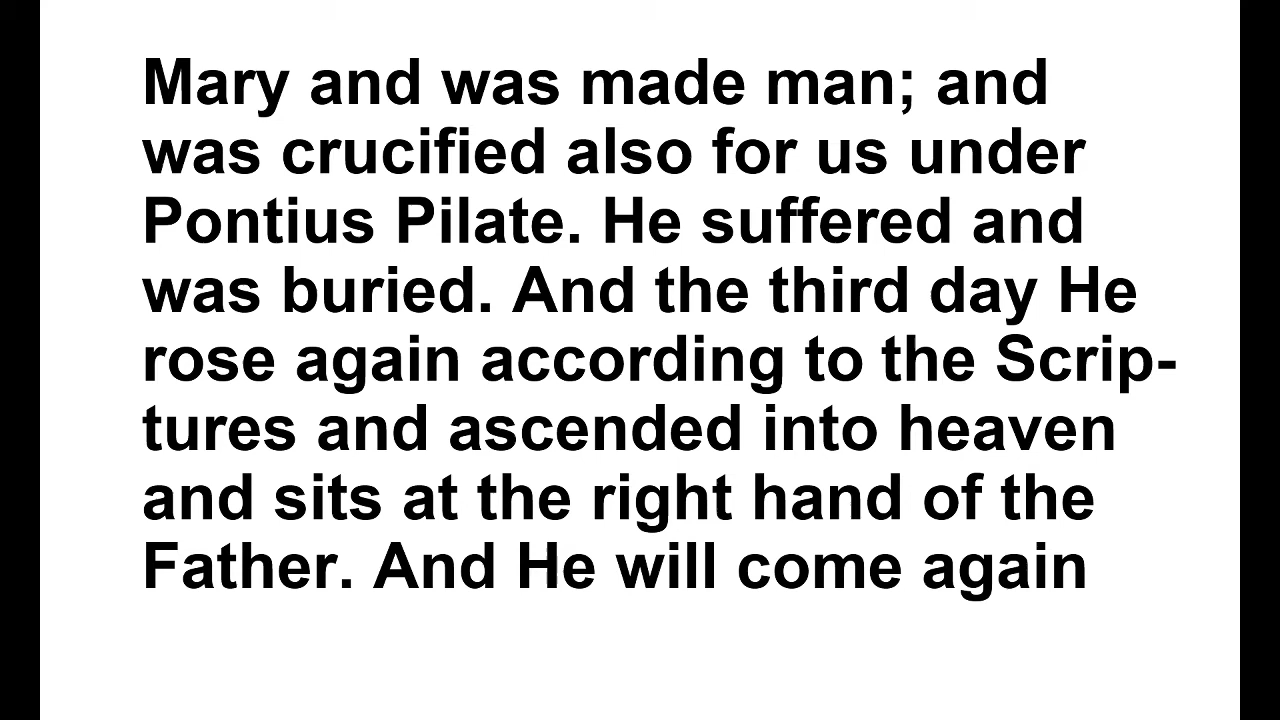 Mary and was made man; and
was crucified also for us under
Pontius Pilate. He suffered and
was buried. And the third day He
rose again according to the Scrip-
tures and ascended into heaven
and sits at the right hand of the
Father. And He will come again